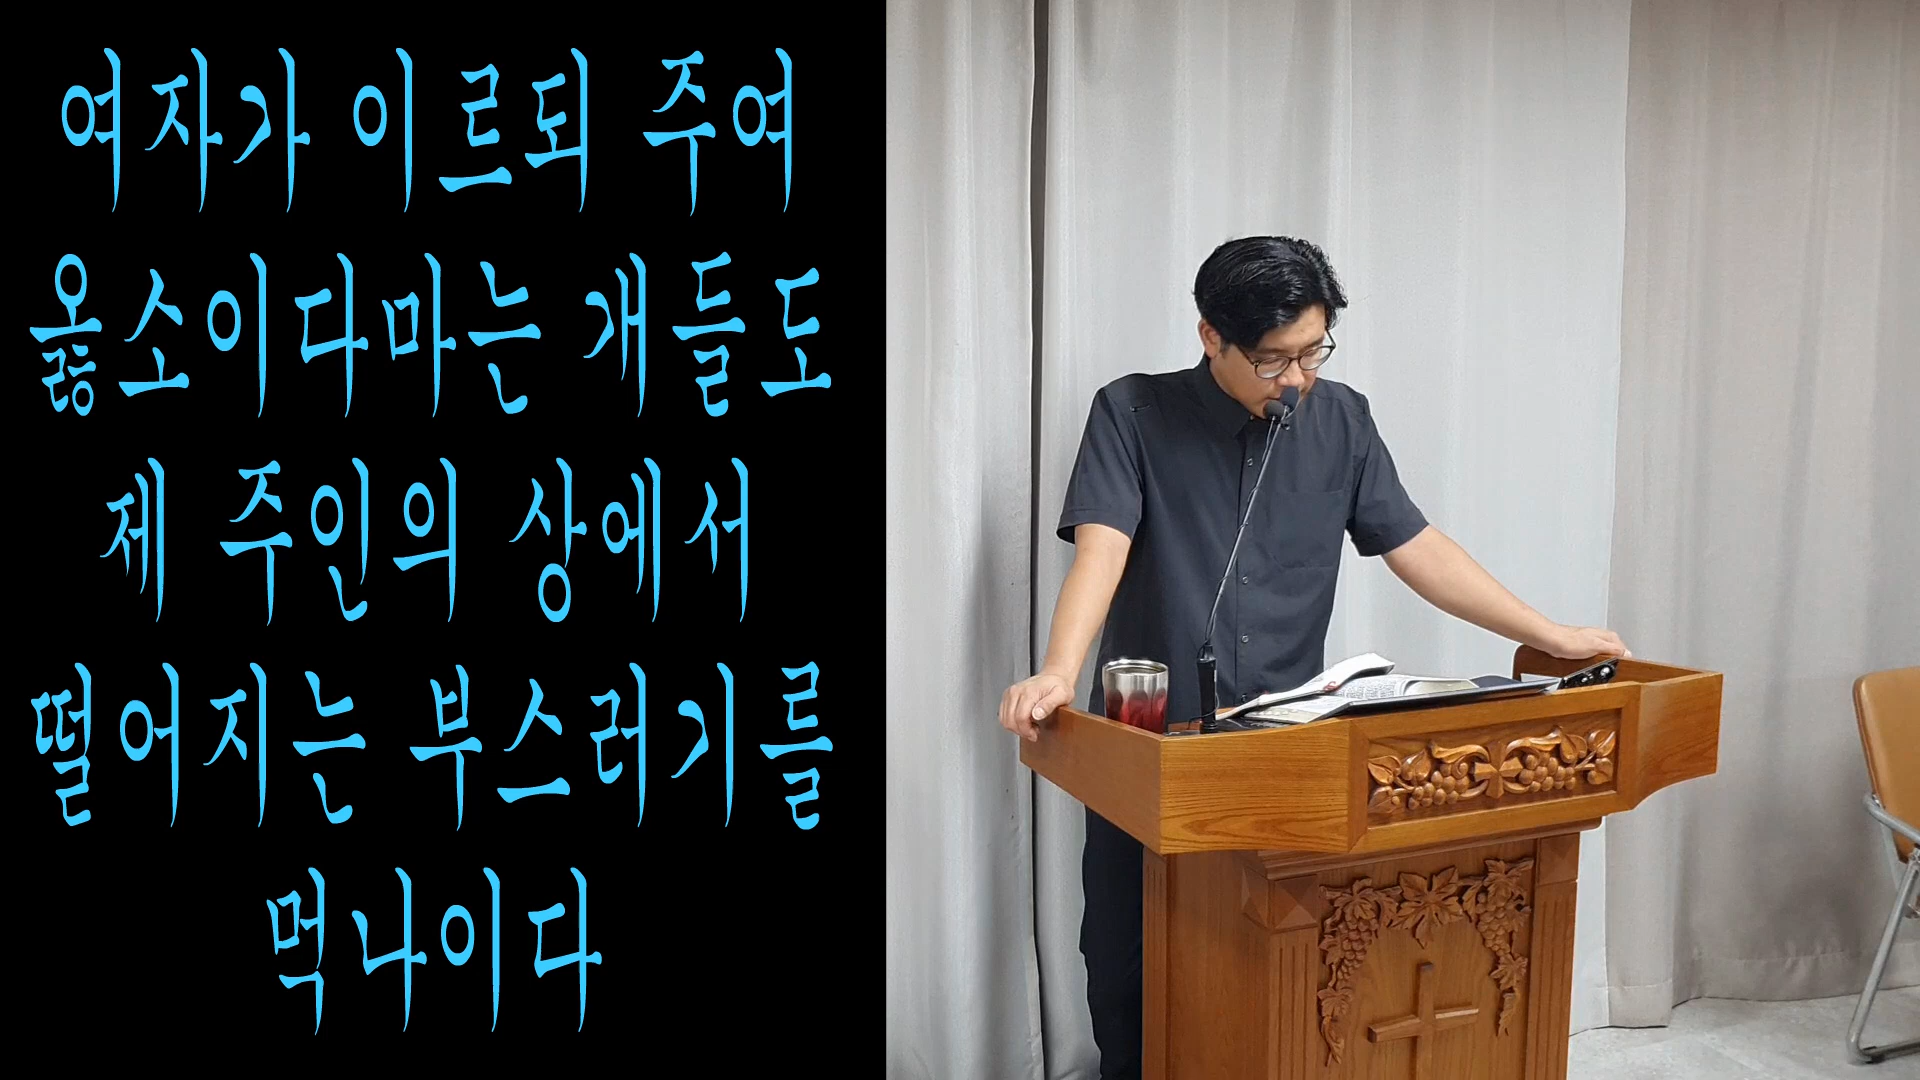 여자가 이르되 주여
옳소이다마는 개들도
제 주인의 상에서
떨어지는 부스러기를
먹나이다